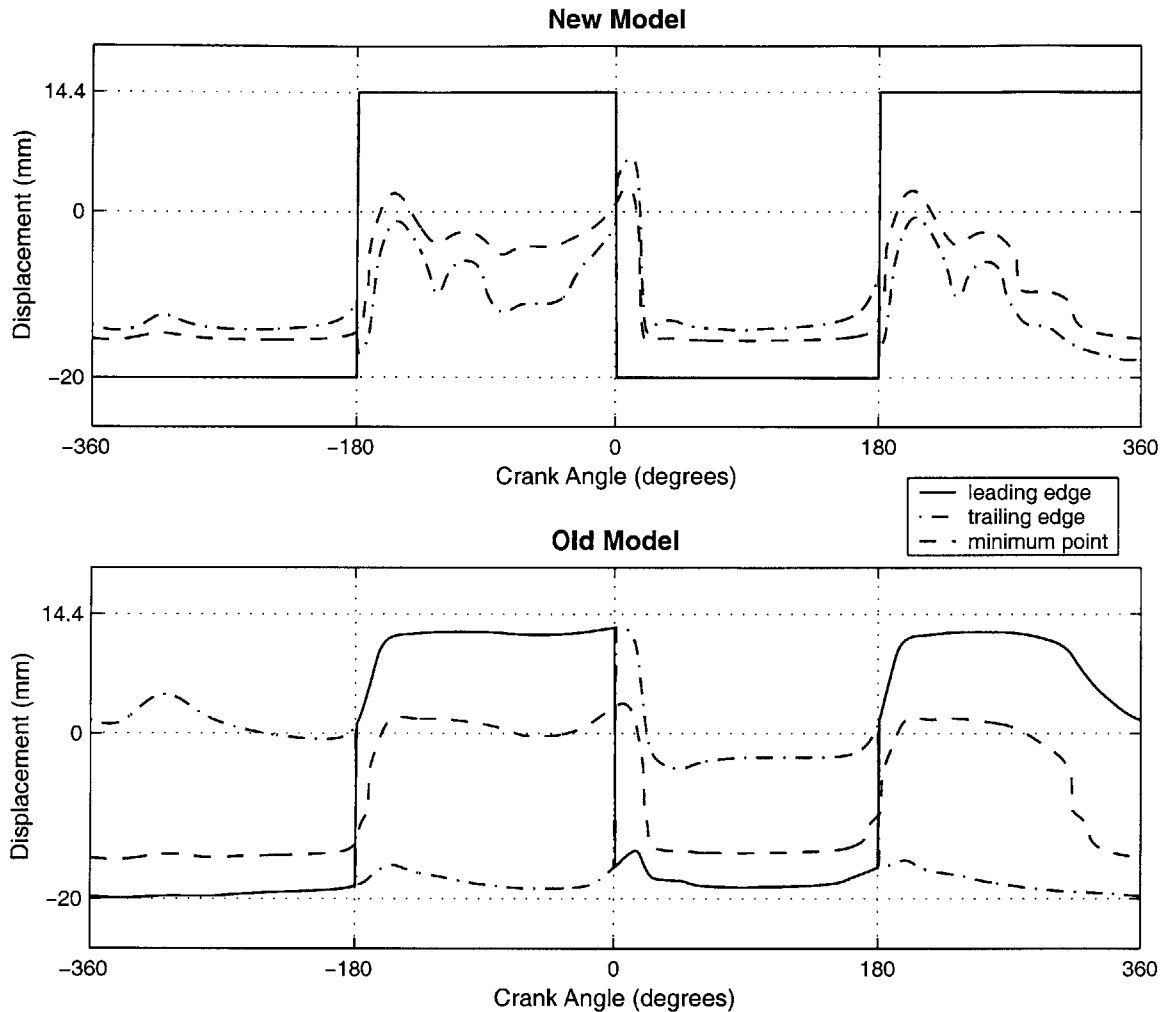 New Model
14.4
0
−20
Displacement (mm)
−360
−180
0
180
360
Crank Angle (degrees)
leading edge
trailing edge
minimum point
Old Model
14.4
0
−20
Displacement (mm)
−360
−180
0
180
360
Crank Angle (degrees)